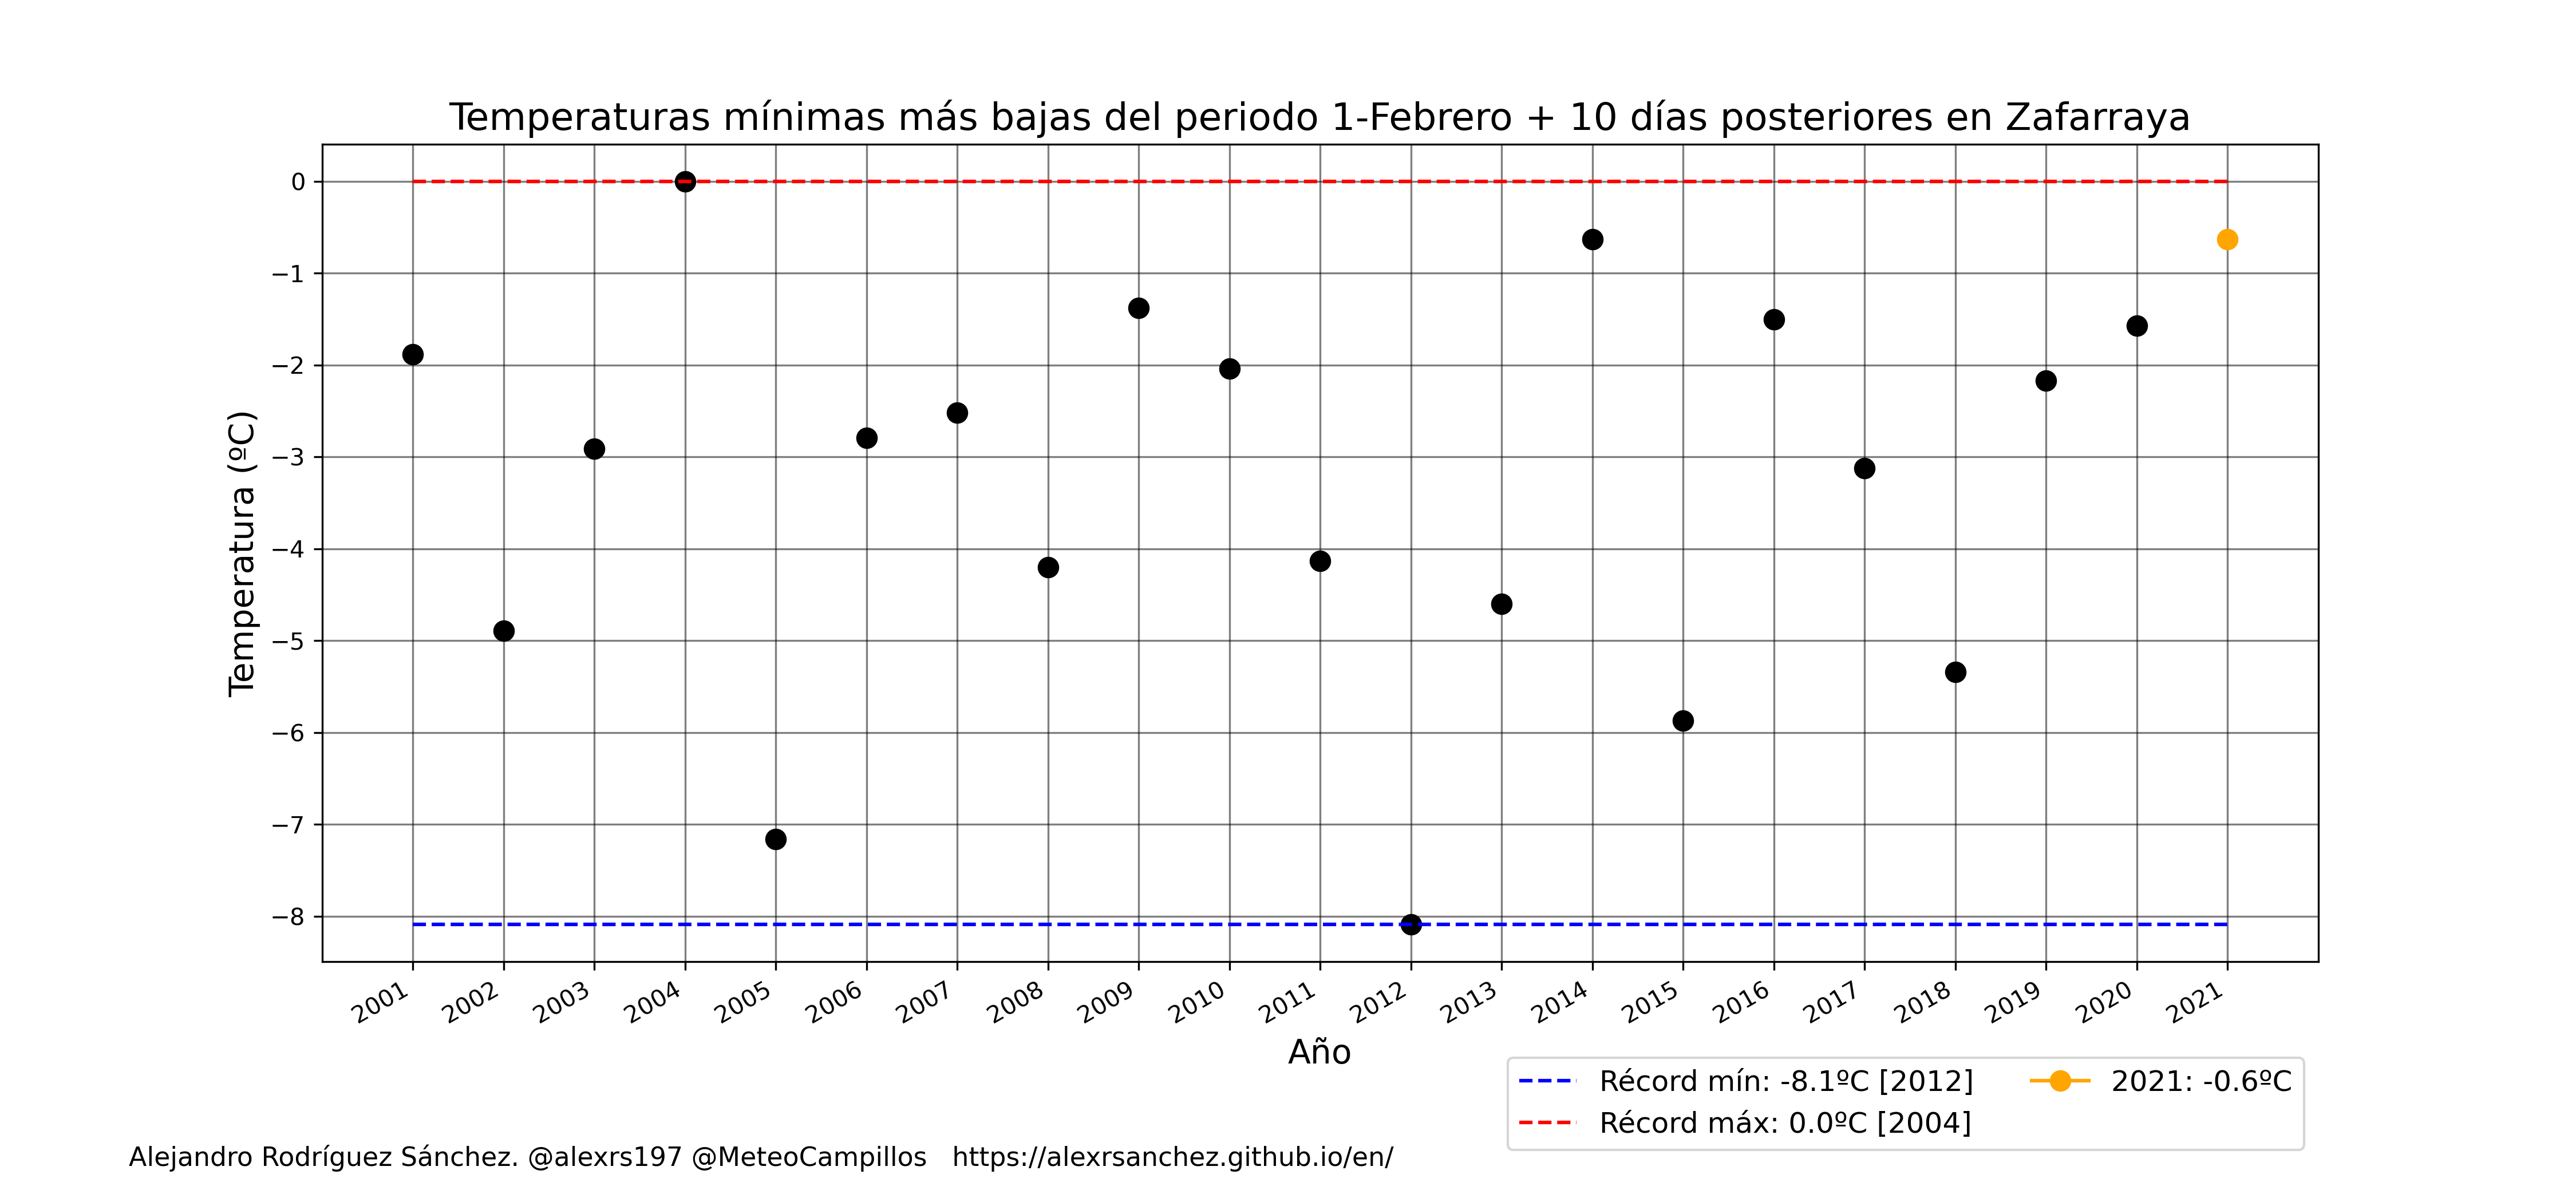 Temperaturas mínimas más bajas del periodo 1-Febrero + 10 días posteriores en Zafarraya
Temperatura (ºC)
0
−1
−2
−3
−4
−5
−6
−7
−8
2001 2002 2003 2004 2005 2006 2007 2008 2009 2010 2011 2012 2013 2014 2015 2016 2017 2018 2019 2020 2021
Año
Récord mín: -8.1ºC [2012]
Récord máx: 0.0ºC [2004]
2021: -0.6ºC
Alejandro Rodríguez Sánchez. @alexrs197 @MeteoCampillos https://alexrsanchez.github.io/en/